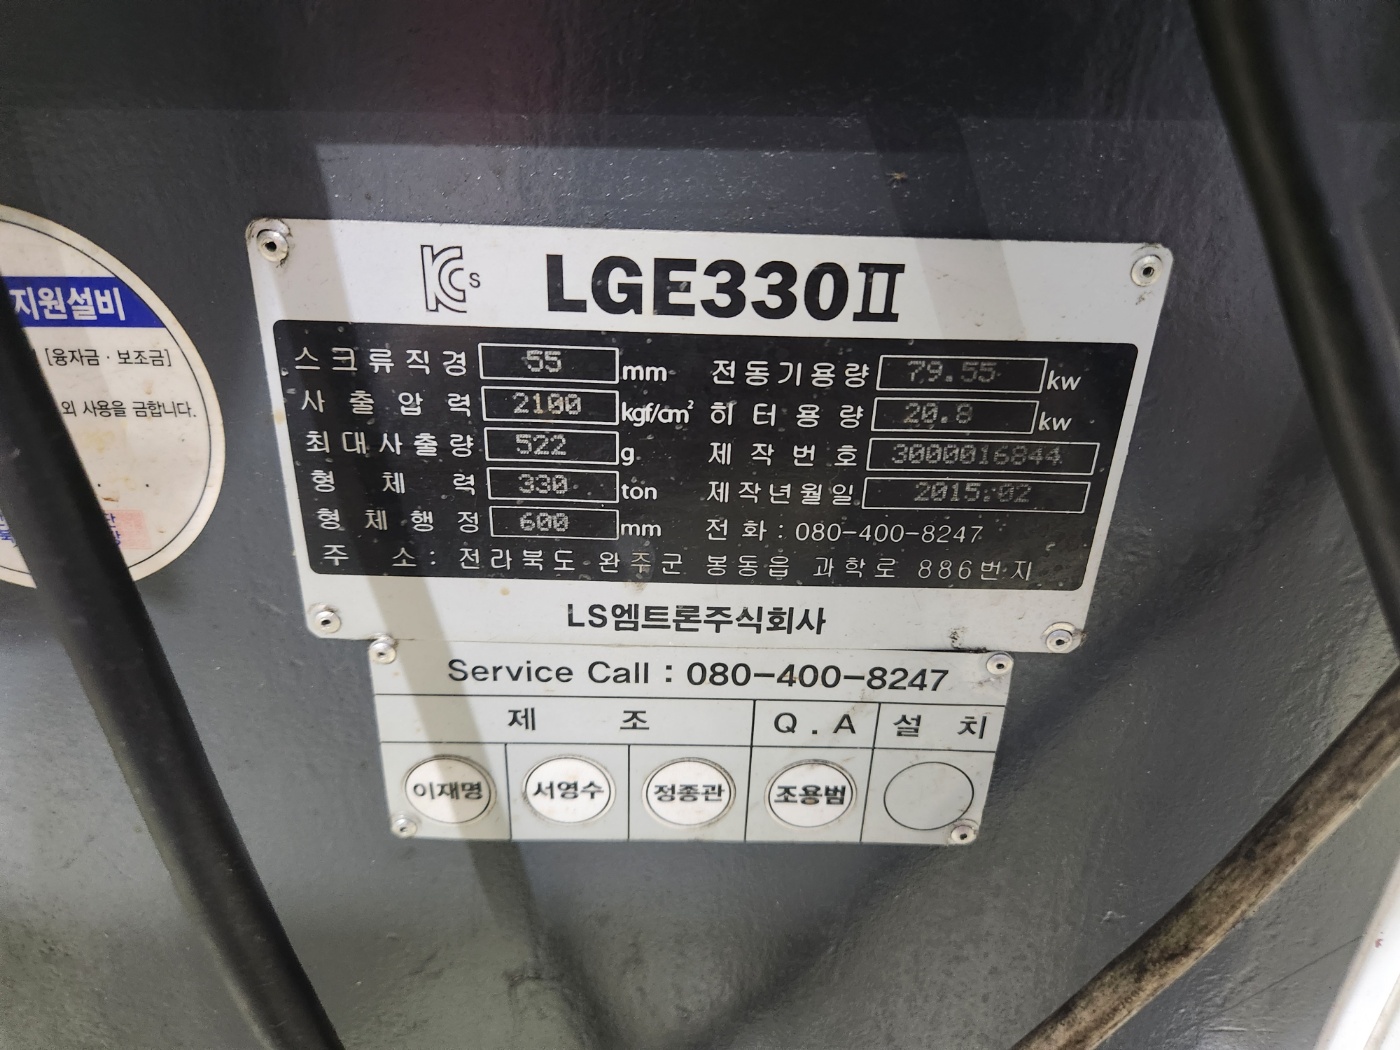 KCs LGE330Ⅱ
스크류직경 55 mm 전동기용량 79.55 kw
사출압력 2100 kgf/cm² 히터용량 20.8 kw
최대사출량 522 g 제작번호 3000016844
형체력 330 ton 제작년월일 2015.02
형체행정 600 mm 전화 : 080-400-8247
주소 : 전라북도 완주군 봉동읍 과학로 886번지
LS엠트론주식회사
Service Call : 080-400-8247
제조 Q.A 설치
이재명 서영수 정종관 조용범
지원설비
[융자금 · 보조금]
외 사용을 금합니다.